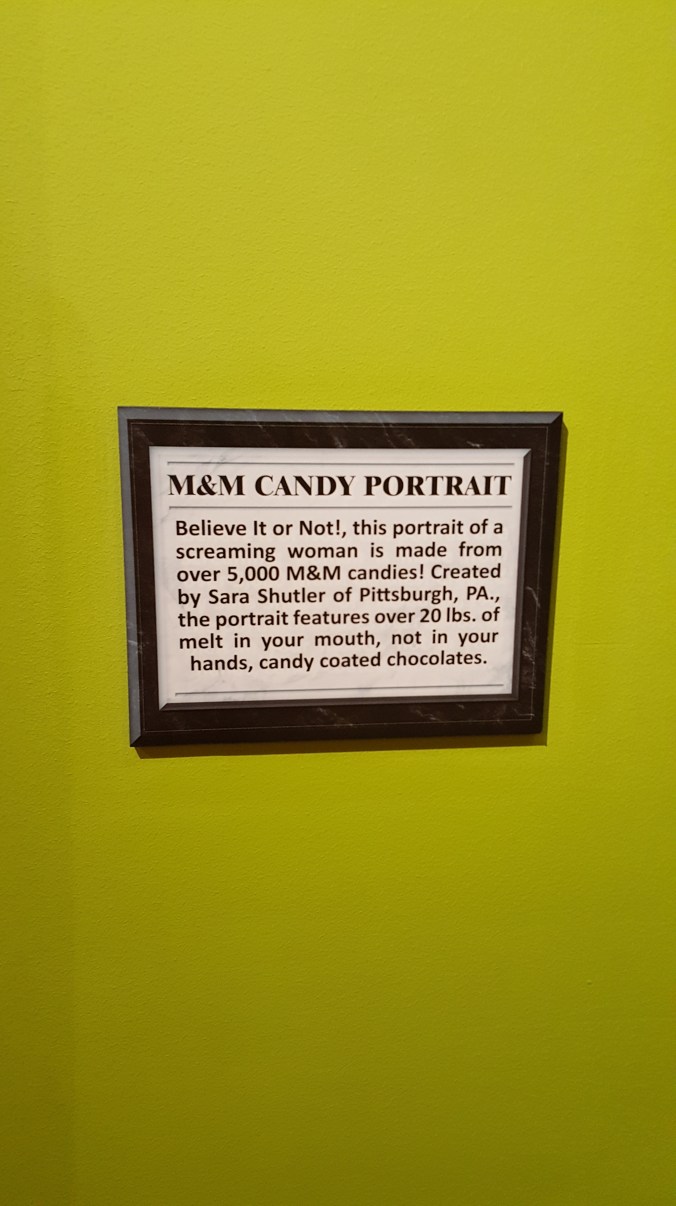 M&M CANDY PORTRAIT
Believe It or Not!, this portrait of a
screaming woman is made from
over 5,000 M&M candies! Created
by Sara Shutler of Pittsburgh, PA.,
the portrait features over 20 lbs. of
melt in your mouth, not in your
hands, candy coated chocolates.